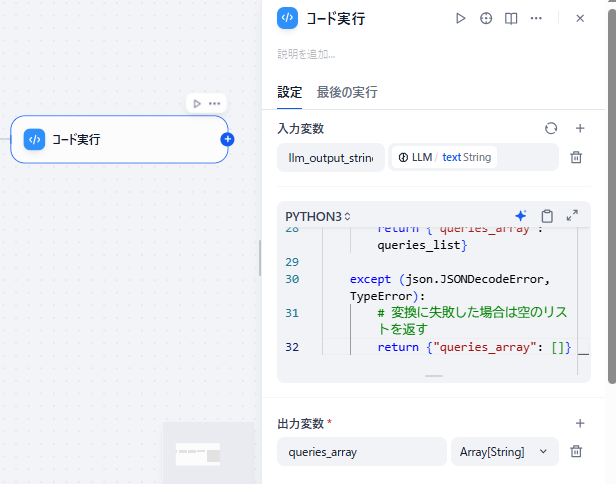 コード実行
説明を追加...
設定 最後の実行
入力変数
llm_output_string LLM / text String
PYTHON3
28 return {"queries_array":
queries_list}
29
30 except (json.JSONDecodeError,
TypeError):
31 # 変換に失敗した場合は空のリス
トを返す
32 return {"queries_array": []}
出力変数 *
queries_array Array[String]
コード実行